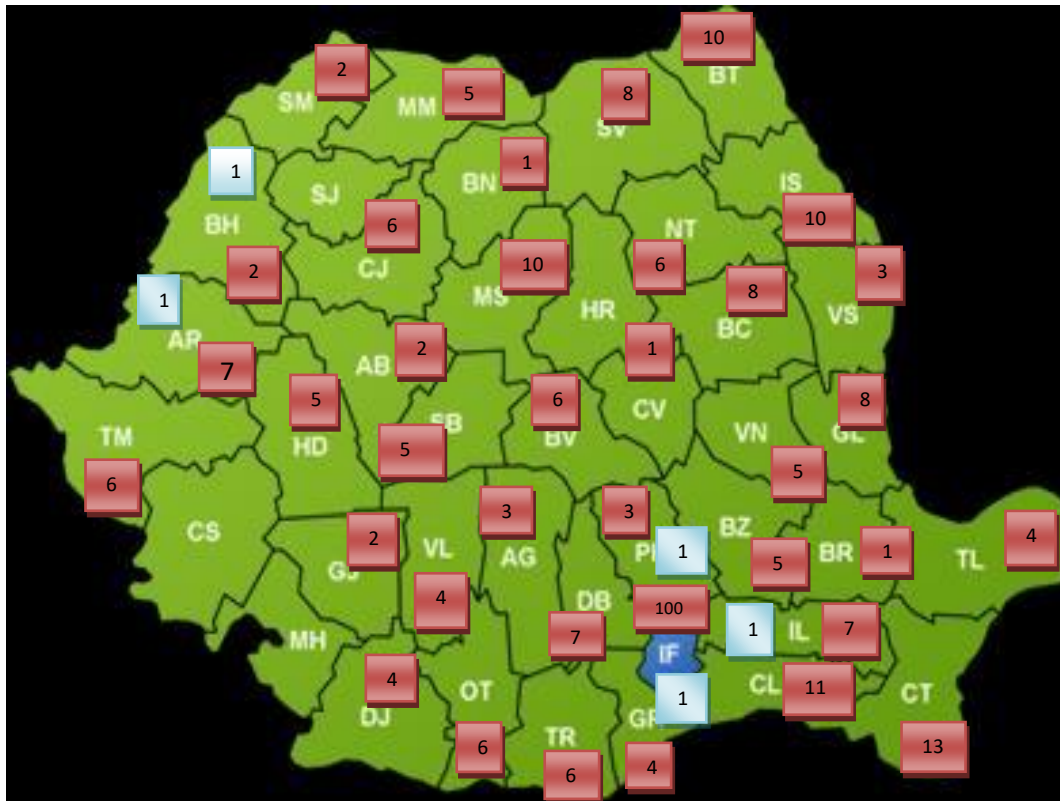 10
BT
2
SM
5
MM
8
SV
1
BN
1
BH
SJ
6
CJ
IS
10
NT
6
10
MS
2
HR
8
BC
3
VS
1
AR
7
2
AB
1
5
HD
6
BV
CV
8
GL
TM
6
5
SB
VN
5
CS
2
GJ
VL
4
3
AG
3
1
BZ
5
BR
1
TL
4
DB
7
100
IF
1
IL
7
MH
4
DJ
OT
6
TR
6
1
4
CL
11
CT
13